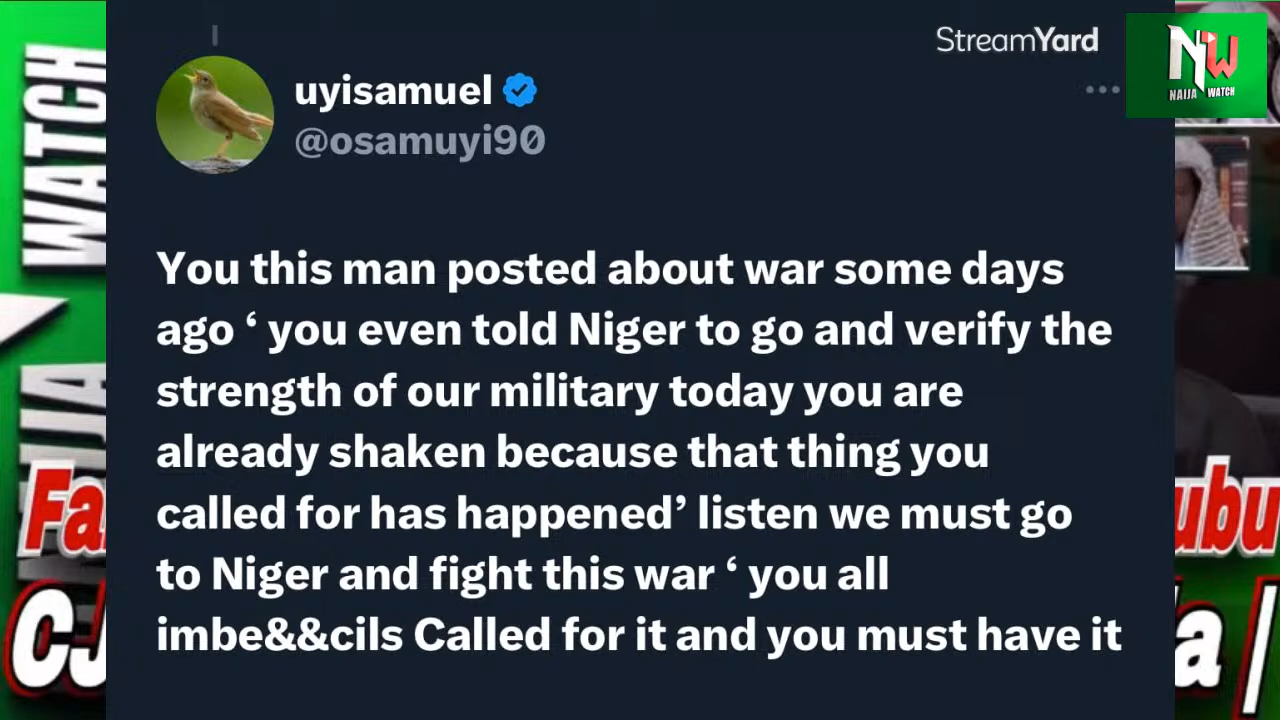 StreamYard
NW
NAIJA WATCH
uyisamuel
@osamuyi90
You this man posted about war some days
ago ‘ you even told Niger to go and verify the
strength of our military today you are
already shaken because that thing you
called for has happened’ listen we must go
to Niger and fight this war ‘ you all
imbe&&cils Called for it and you must have it
WATCH